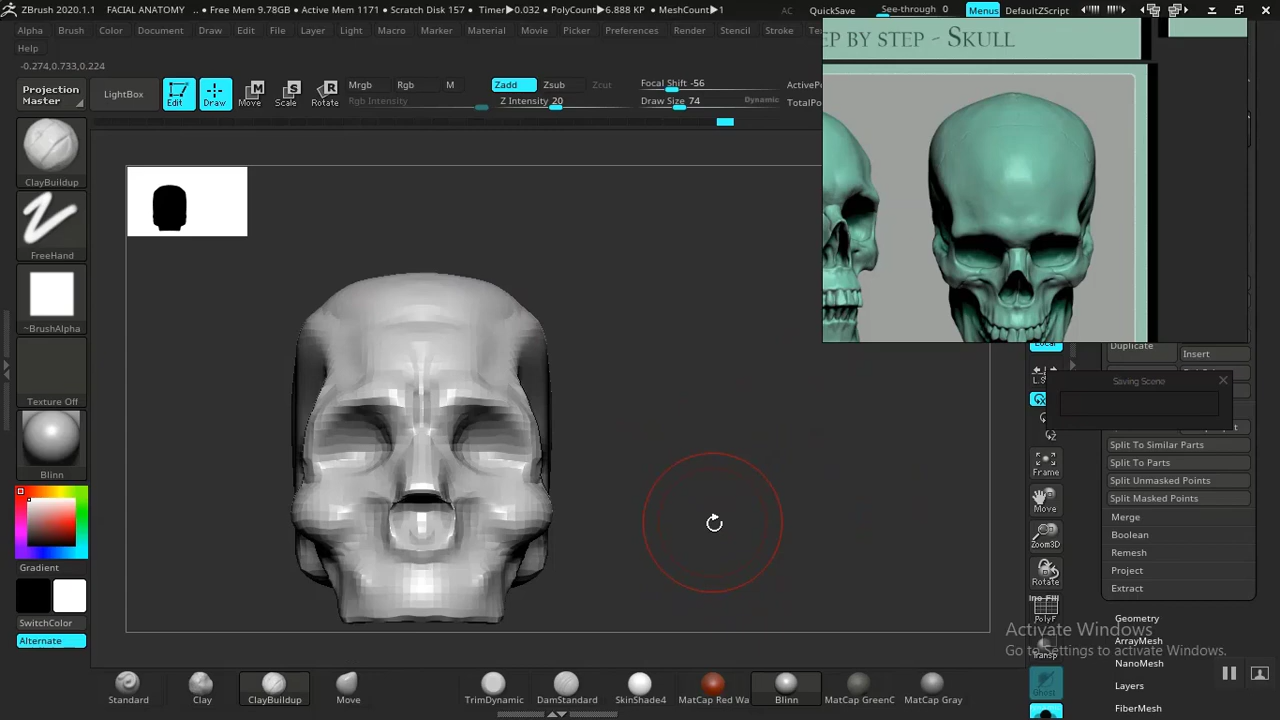 ZBrush 2020.1.1 FACIAL ANATOMY .. • Free Mem 9.78GB • Active Mem 1171 • Scratch Disk 157 • Timer▶0.032 • PolyCount▶6.888 KP • MeshCount▶1 AC QuickSave See-through 0 Menus DefaultZScript
Alpha Brush Color Document Draw Edit File Layer Light Macro Marker Material Movie Picker Preferences Render Stencil Stroke
Help
-0.274,0.733,0.224
EP BY STEP - SKULL
Projection Master
LightBox
Edit Draw Move Scale Rotate
Mrgb Rgb M
Rgb Intensity
Zadd Zsub Zcut
Z Intensity 20
Focal Shift -56
Draw Size 74 Dynamic
ClayBuildup
FreeHand
~BrushAlpha
Texture Off
Blinn
Gradient
SwitchColor
Alternate
Local
Frame
Move
Zoom3D
Rotate
PolyF
Transp
Ghost
Duplicate Insert
Saving Scene
Split To Similar Parts
Split To Parts
Split Unmasked Points
Split Masked Points
Merge
Boolean
Remesh
Project
Extract
Geometry
ArrayMesh
NanoMesh
Layers
FiberMesh
Activate Windows
Go to Settings to activate Windows.
Standard Clay ClayBuildup Move TrimDynamic DamStandard SkinShade4 MatCap Red Wa Blinn MatCap GreenC MatCap Gray